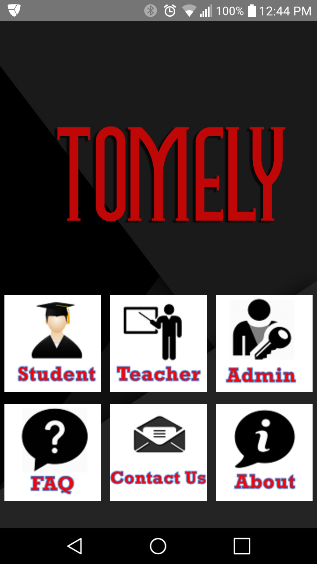 100% 12:44 PM
TOMELY
Student
Teacher
Admin
FAQ
Contact Us
About